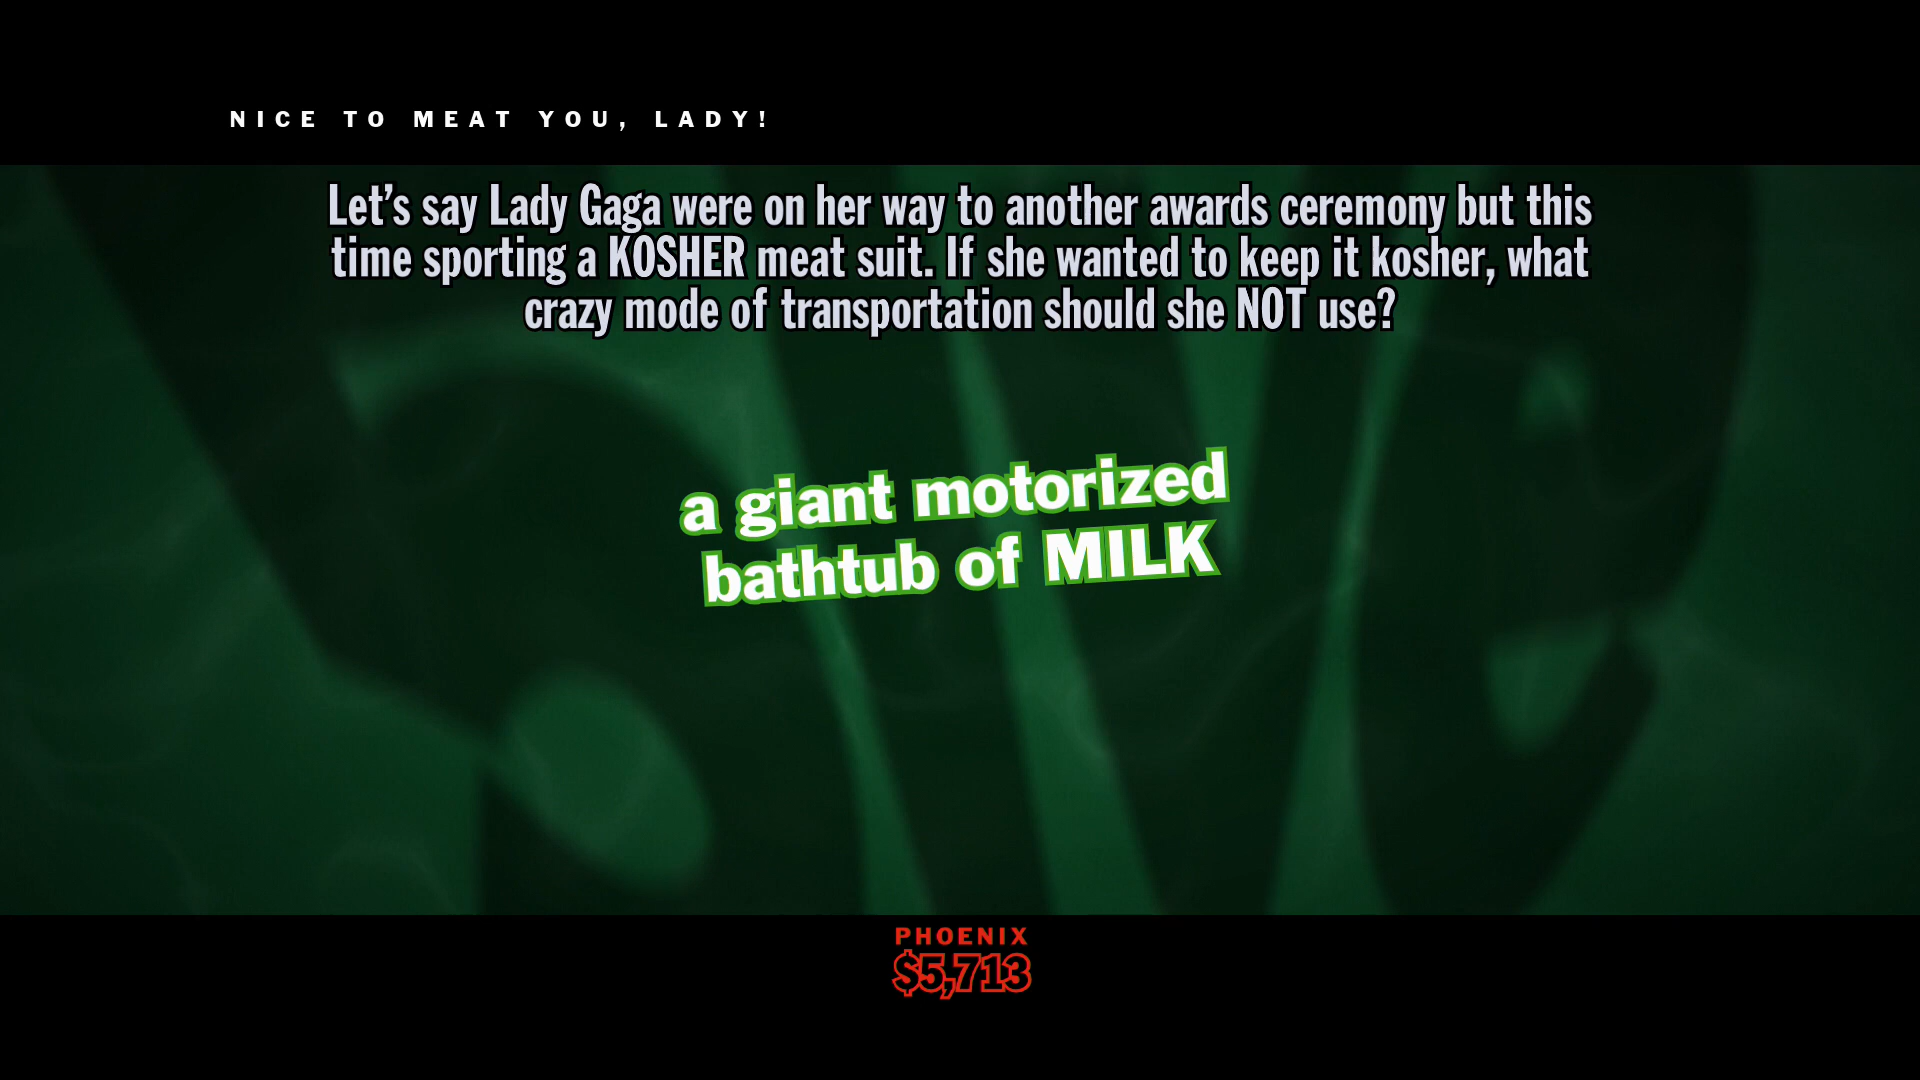 NICE TO MEAT YOU, LADY!
Let's say Lady Gaga were on her way to another awards ceremony but this
time sporting a KOSHER meat suit. If she wanted to keep it kosher, what
crazy mode of transportation should she NOT use?
a giant motorized
bathtub of MILK
PHOENIX
$5,713